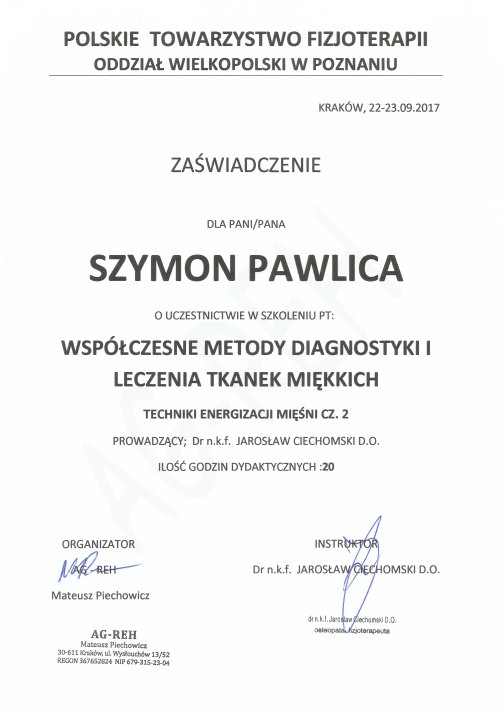 POLSKIE TOWARZYSTWO FIZJOTERAPII
ODDZIAŁ WIELKOPOLSKI W POZNANIU
KRAKÓW, 22-23.09.2017
ZAŚWIADCZENIE
DLA PANI/PANA
SZYMON PAWLICA
O UCZESTNICTWIE W SZKOLENIU PT:
WSPÓŁCZESNE METODY DIAGNOSTYKI I
LECZENIA TKANEK MIĘKKICH
TECHNIKI ENERGIZACJI MIĘŚNI CZ. 2
PROWADZĄCY; Dr n.k.f. JAROSŁAW CIECHOMSKI D.O.
ILOŚĆ GODZIN DYDAKTYCZNYCH :20
ORGANIZATOR
AG - REH
Mateusz Piechowicz
INSTRUKTOR
Dr n.k.f. JAROSŁAW CIECHOMSKI D.O.
AG-REH
Mateusz Piechowicz
30-611 Kraków, ul. Wysłouchów 13/52
REGON 367652824 NIP 679-315-23-04
dr n.k.f. Jarosław Ciechomski D.O.
osteopata, fizjoterapeuta